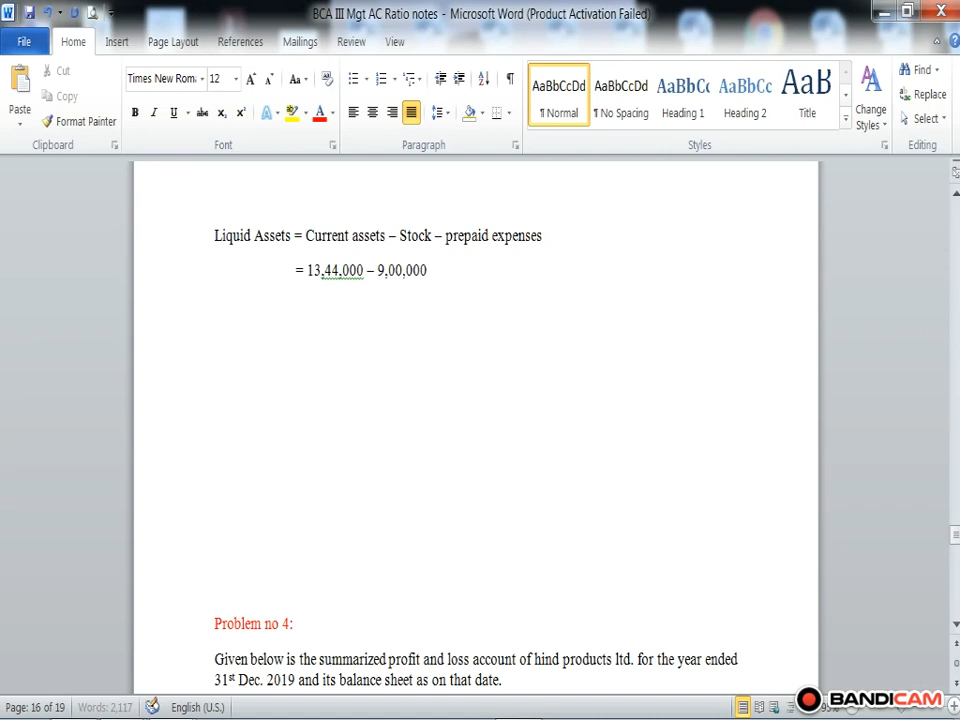 BCA III Mgt AC Ratio notes - Microsoft Word (Product Activation Failed)
File Home Insert Page Layout References Mailings Review View
Paste
Cut
Copy
Format Painter
Clipboard
Times New Rom 12
Font
Paragraph
AaBbCcDd AaBbCcDd AaBbCc AaBbCc AaB
¶ Normal ¶ No Spacing Heading 1 Heading 2 Title
Change Styles
Styles
Find
Replace
Select
Editing
Liquid Assets = Current assets – Stock – prepaid expenses
= 13,44,000 – 9,00,000
Problem no 4:
Given below is the summarized profit and loss account of hind products ltd. for the year ended
31st Dec. 2019 and its balance sheet as on that date.
Page: 16 of 19 Words: 2,117 English (U.S.)
BANDICAM